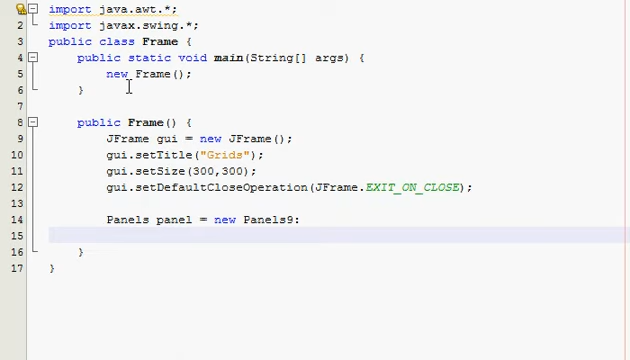 1 import java.awt.*;
2 import javax.swing.*;
3 public class Frame {
4 public static void main(String[] args) {
5 new Frame();
6 }
7
8 public Frame() {
9 JFrame gui = new JFrame();
10 gui.setTitle("Grids");
11 gui.setSize(300,300);
12 gui.setDefaultCloseOperation(JFrame.EXIT_ON_CLOSE);
13
14 Panels panel = new Panels9:
15
16 }
17 }